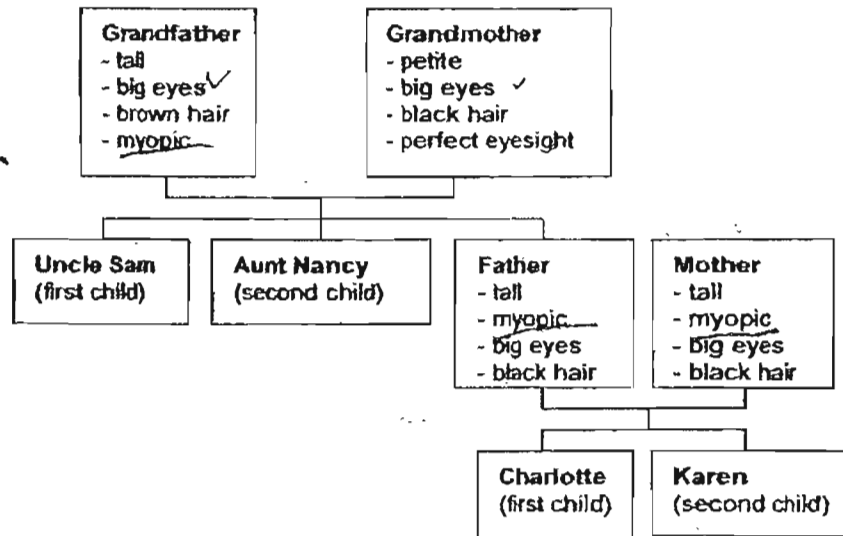 Grandfather
- tall
- big eyes
- brown hair
- myopic
Grandmother
- petite
- big eyes
- black hair
- perfect eyesight
Uncle Sam
(first child)
Aunt Nancy
(second child)
Father
- tall
- myopic
- big eyes
- black hair
Mother
- tall
- myopic
- big eyes
- black hair
Charlotte
(first child)
Karen
(second child)